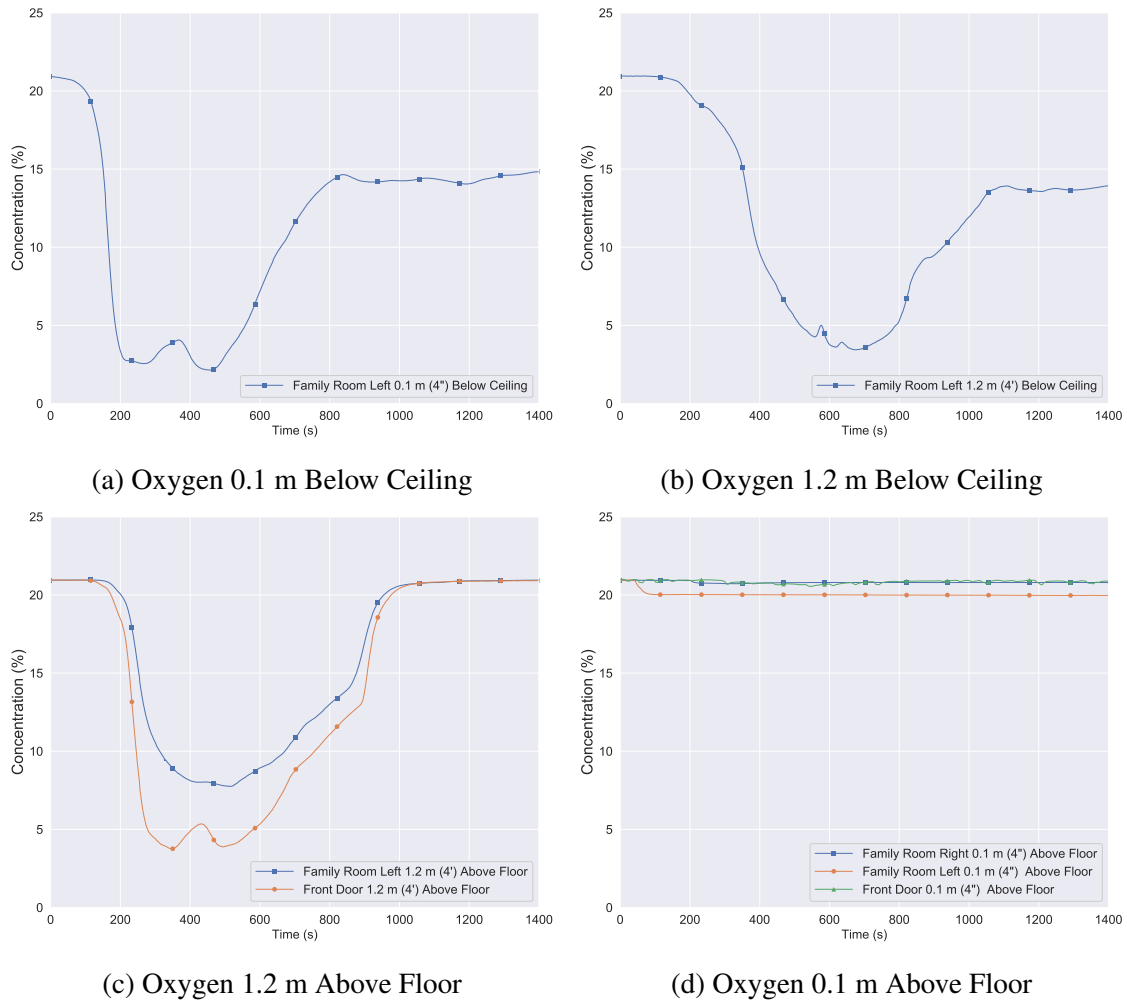 25
20
15
10
5
0
Concentration (%)
0 200 400 600 800 1000 1200 1400
Time (s)
Family Room Left 0.1 m (4") Below Ceiling
(a) Oxygen 0.1 m Below Ceiling
25
20
15
10
5
0
Concentration (%)
0 200 400 600 800 1000 1200 1400
Time (s)
Family Room Left 1.2 m (4') Below Ceiling
(b) Oxygen 1.2 m Below Ceiling
25
20
15
10
5
0
Concentration (%)
0 200 400 600 800 1000 1200 1400
Time (s)
Family Room Left 1.2 m (4') Above Floor
Front Door 1.2 m (4') Above Floor
(c) Oxygen 1.2 m Above Floor
25
20
15
10
5
0
Concentration (%)
0 200 400 600 800 1000 1200 1400
Time (s)
Family Room Right 0.1 m (4") Above Floor
Family Room Left 0.1 m (4") Above Floor
Front Door 0.1 m (4") Above Floor
(d) Oxygen 0.1 m Above Floor